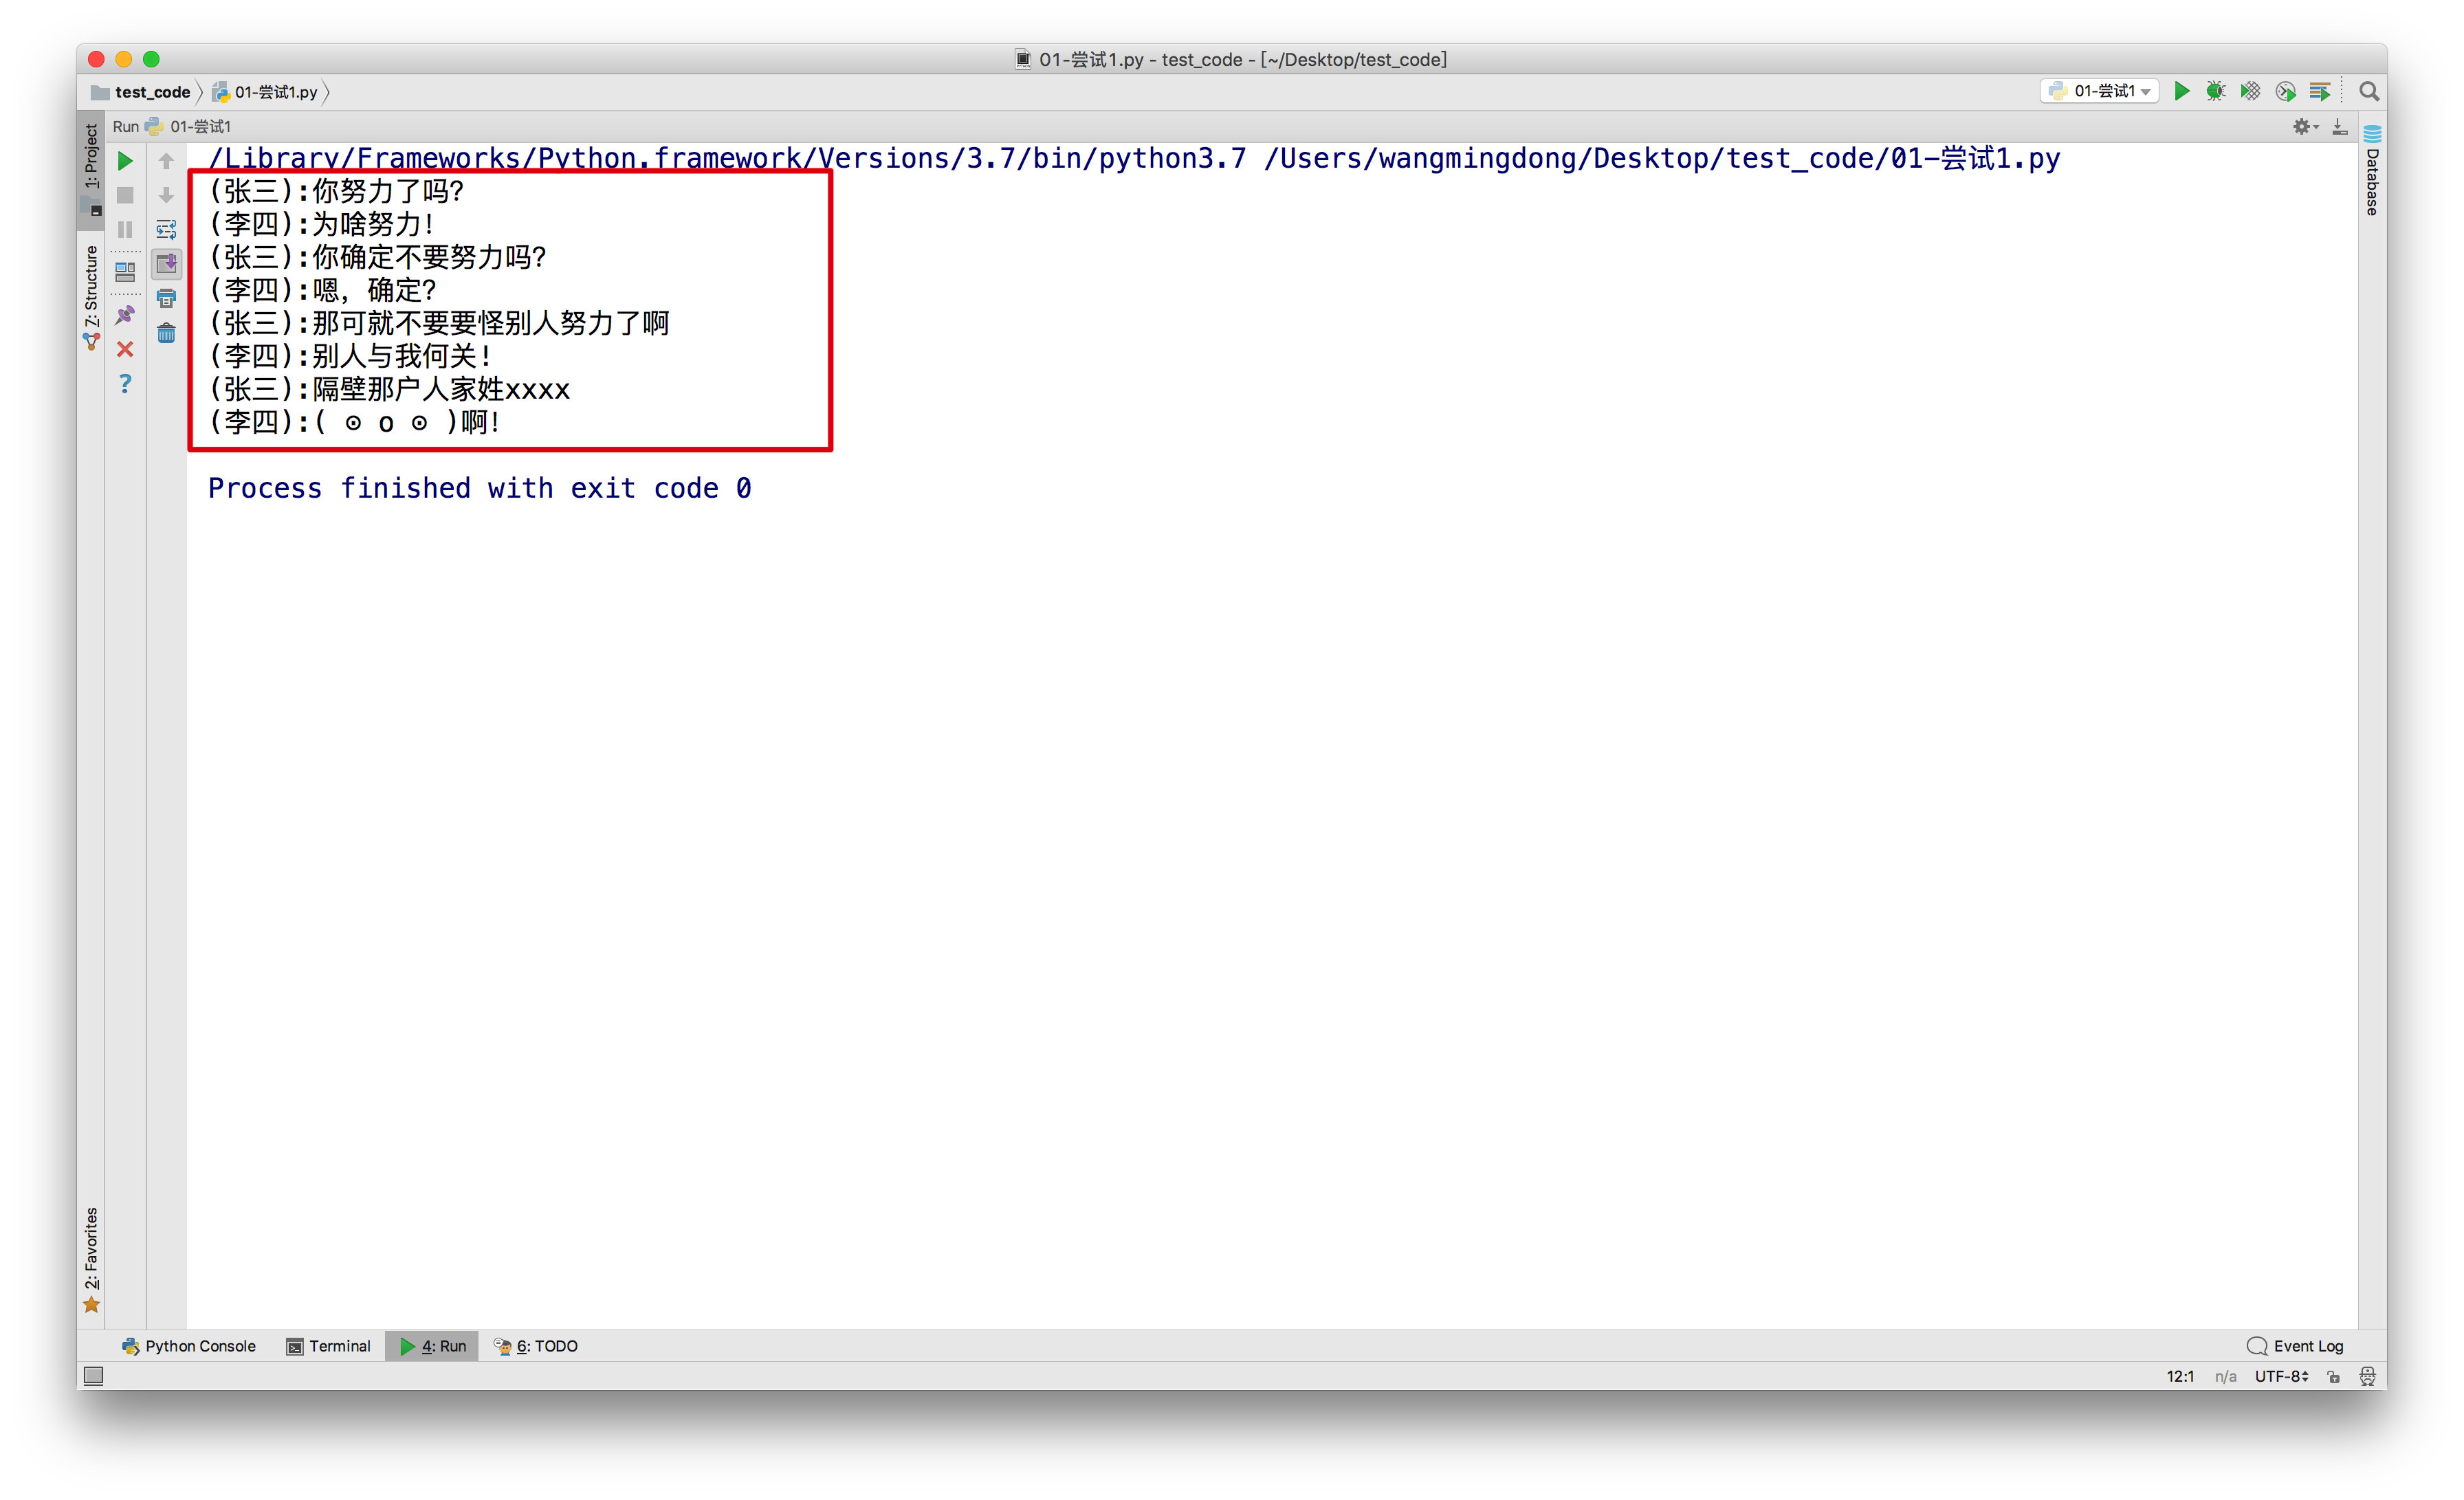 01-尝试1.py - test_code - [~/Desktop/test_code]
test_code 01-尝试1.py
01-尝试1
Run 01-尝试1
1: Project
/Library/Frameworks/Python.framework/Versions/3.7/bin/python3.7 /Users/wangmingdong/Desktop/test_code/01-尝试1.py
(张三):你努力了吗?
(李四):为啥努力!
(张三):你确定不要努力吗?
(李四):嗯，确定?
(张三):那可就不要要怪别人努力了啊
(李四):别人与我何关!
(张三):隔壁那户人家姓xxxx
(李四):( ⊙ o ⊙ )啊!
Process finished with exit code 0
Database
Z: Structure
2: Favorites
Python Console Terminal 4: Run 6: TODO Event Log
12:1 n/a UTF-8